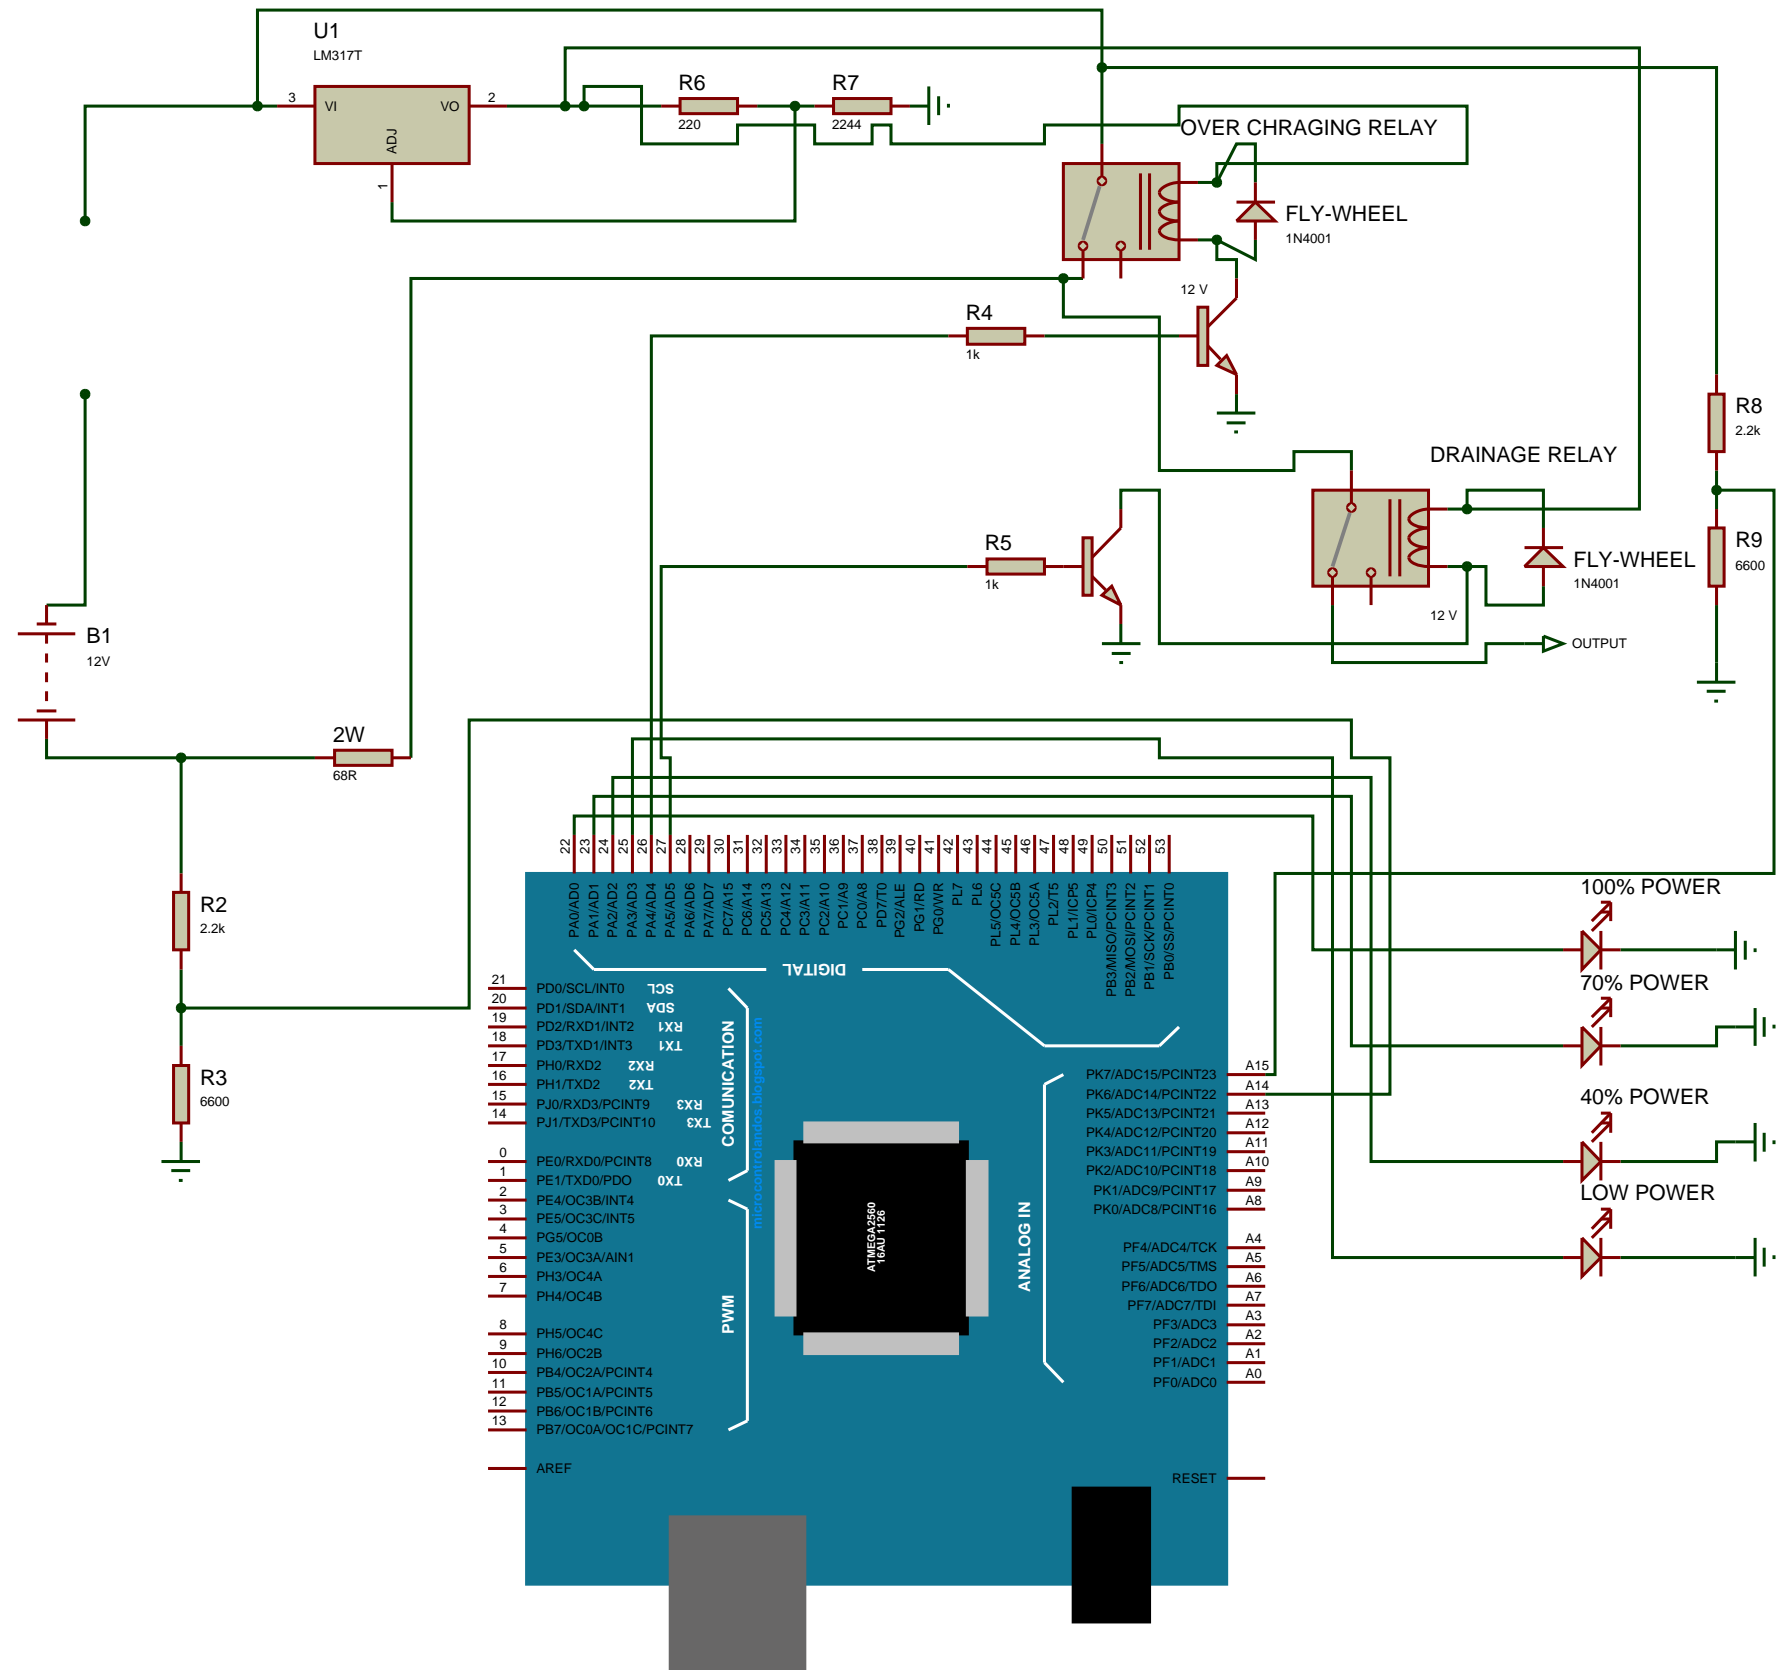 U1
LM317T
3
VI
VO
2
ADJ
1
R6
220
R7
2244
OVER CHRAGING RELAY
FLY-WHEEL
1N4001
12 V
R4
1k
R8
2.2k
DRAINAGE RELAY
R5
1k
FLY-WHEEL
1N4001
R9
6600
12 V
OUTPUT
B1
12V
2W
68R
R2
2.2k
R3
6600
22
23
24
25
26
27
28
29
30
31
32
33
34
35
36
37
38
39
40
41
42
43
44
45
46
47
48
49
50
51
52
53
PA0/AD0
PA1/AD1
PA2/AD2
PA3/AD3
PA4/AD4
PA5/AD5
PA6/AD6
PA7/AD7
PC7/A15
PC6/A14
PC5/A13
PC4/A12
PC3/A11
PC2/A10
PC1/A9
PC0/A8
PD7/T0
PG2/ALE
PG1/RD
PG0/WR
PL7
PL6
PL5/OC5C
PL4/OC5B
PL3/OC5A
PL2/T5
PL1/ICP5
PL0/ICP4
PB3/MISO/PCINT3
PB2/MOSI/PCINT2
PB1/SCK/PCINT1
PB0/SS/PCINT0
DIGITAL
21 PD0/SCL/INT0 SCL
20 PD1/SDA/INT1 SDA
19 PD2/RXD1/INT2 RX1
18 PD3/TXD1/INT3 TX1
17 PH0/RXD2 RX2
16 PH1/TXD2 TX2
15 PJ0/RXD3/PCINT9 RX3
14 PJ1/TXD3/PCINT10 TX3
0 PE0/RXD0/PCINT8 RX0
1 PE1/TXD0/PDO TX0
2 PE4/OC3B/INT4
3 PE5/OC3C/INT5
4 PG5/OC0B
5 PE3/OC3A/AIN1
6 PH3/OC4A
7 PH4/OC4B
8 PH5/OC4C
9 PH6/OC2B
10 PB4/OC2A/PCINT4
11 PB5/OC1A/PCINT5
12 PB6/OC1B/PCINT6
13 PB7/OC0A/OC1C/PCINT7
AREF
COMUNICATION
PWM
microcontrolandos.blogspot.com
ATMEGA2560
16AU 1126
ANALOG IN
PK7/ADC15/PCINT23 A15
PK6/ADC14/PCINT22 A14
PK5/ADC13/PCINT21 A13
PK4/ADC12/PCINT20 A12
PK3/ADC11/PCINT19 A11
PK2/ADC10/PCINT18 A10
PK1/ADC9/PCINT17 A9
PK0/ADC8/PCINT16 A8
PF4/ADC4/TCK A4
PF5/ADC5/TMS A5
PF6/ADC6/TDO A6
PF7/ADC7/TDI A7
PF3/ADC3 A3
PF2/ADC2 A2
PF1/ADC1 A1
PF0/ADC0 A0
RESET
100% POWER
70% POWER
40% POWER
LOW POWER